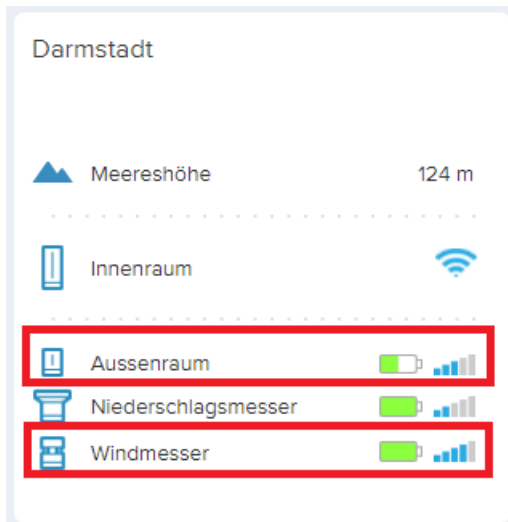 Darmstadt
Meereshöhe 124 m
Innenraum
Aussenraum
Niederschlagsmesser
Windmesser